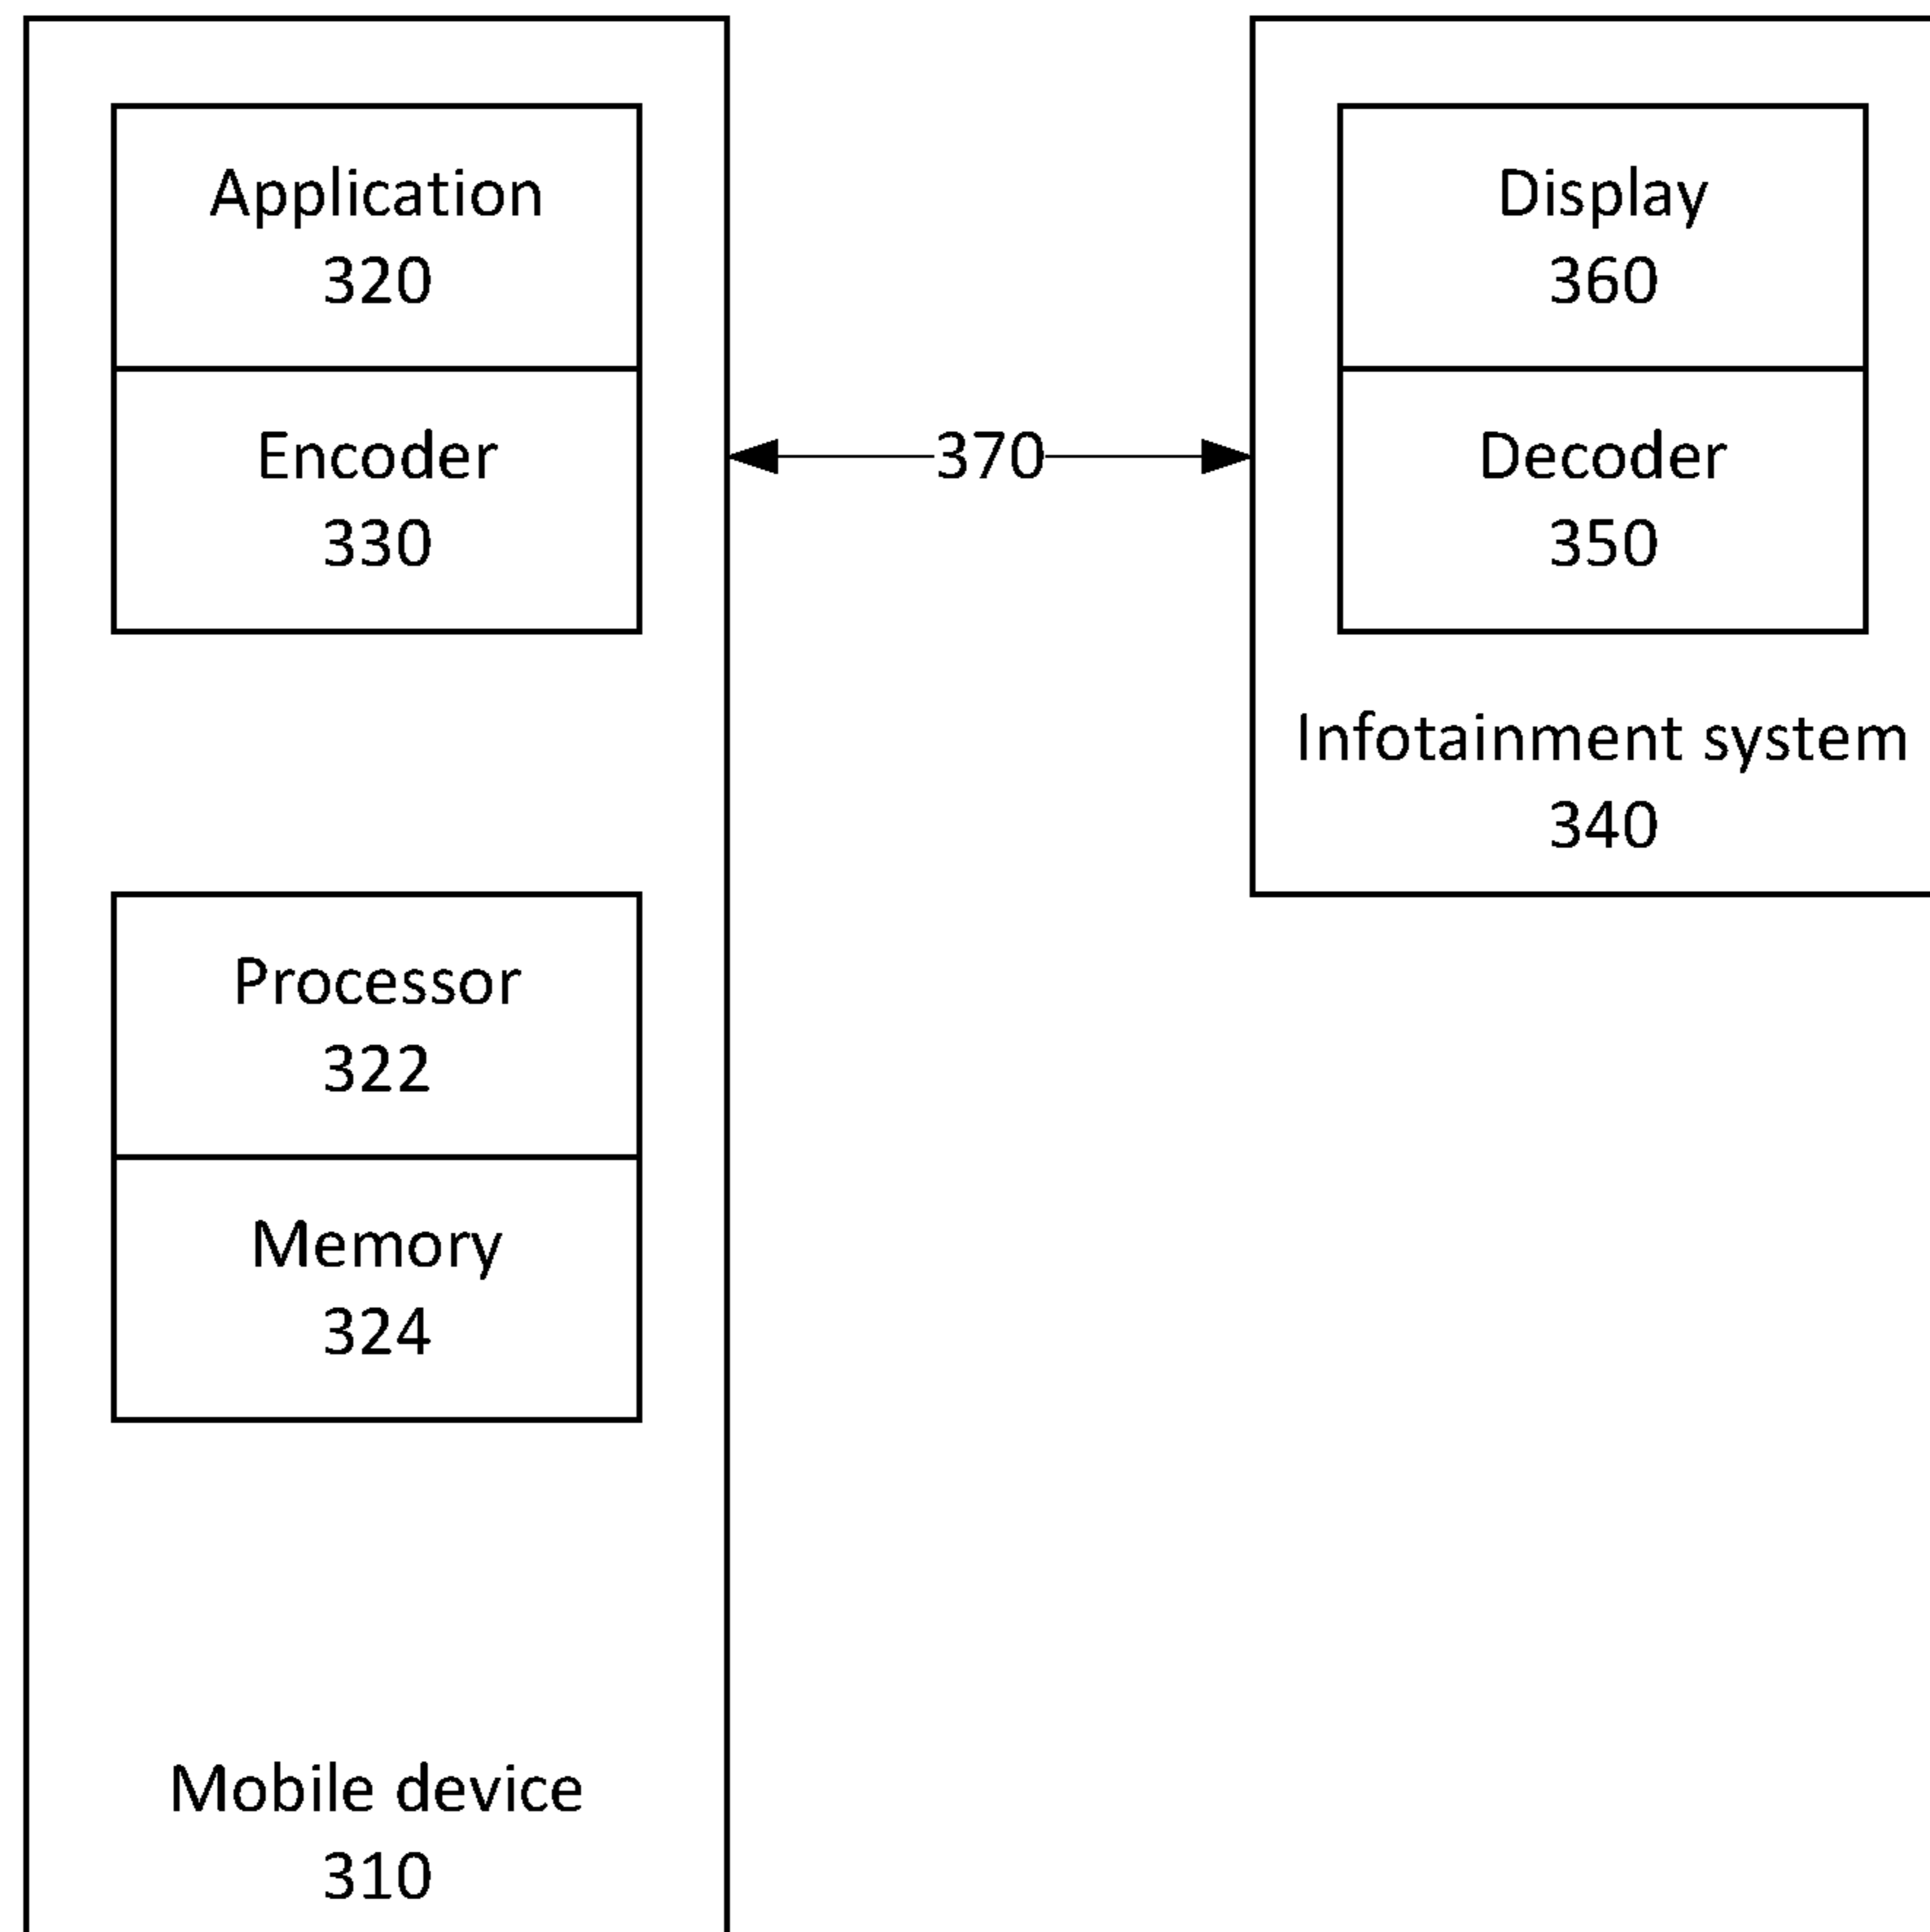 Application
320
Encoder
330
Processor
322
Memory
324
Mobile device
310
370
Display
360
Decoder
350
Infotainment system
340